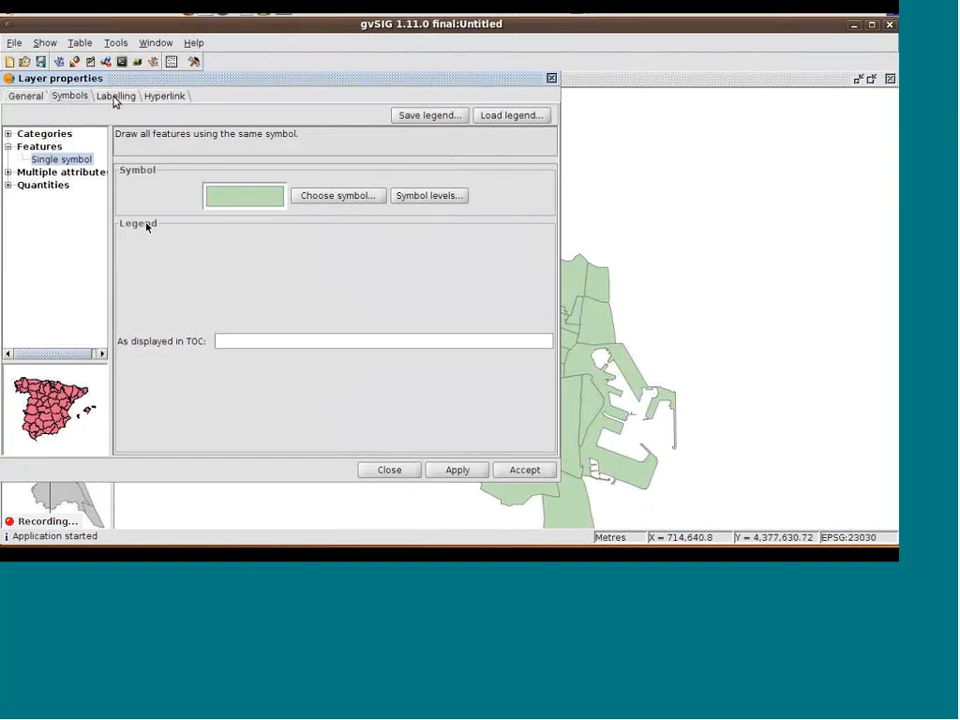 gvSIG 1.11.0 final:Untitled
File Show Table Tools Window Help
Layer properties
General Symbols Labelling Hyperlink
Save legend... Load legend...
Categories
Features
Single symbol
Multiple attribute
Quantities
Draw all features using the same symbol.
Symbol
Choose symbol... Symbol levels...
Legend
As displayed in TOC:
Close Apply Accept
Recording...
Application started
Metres X = 714,640.8 Y = 4,377,630.72 EPSG:23030